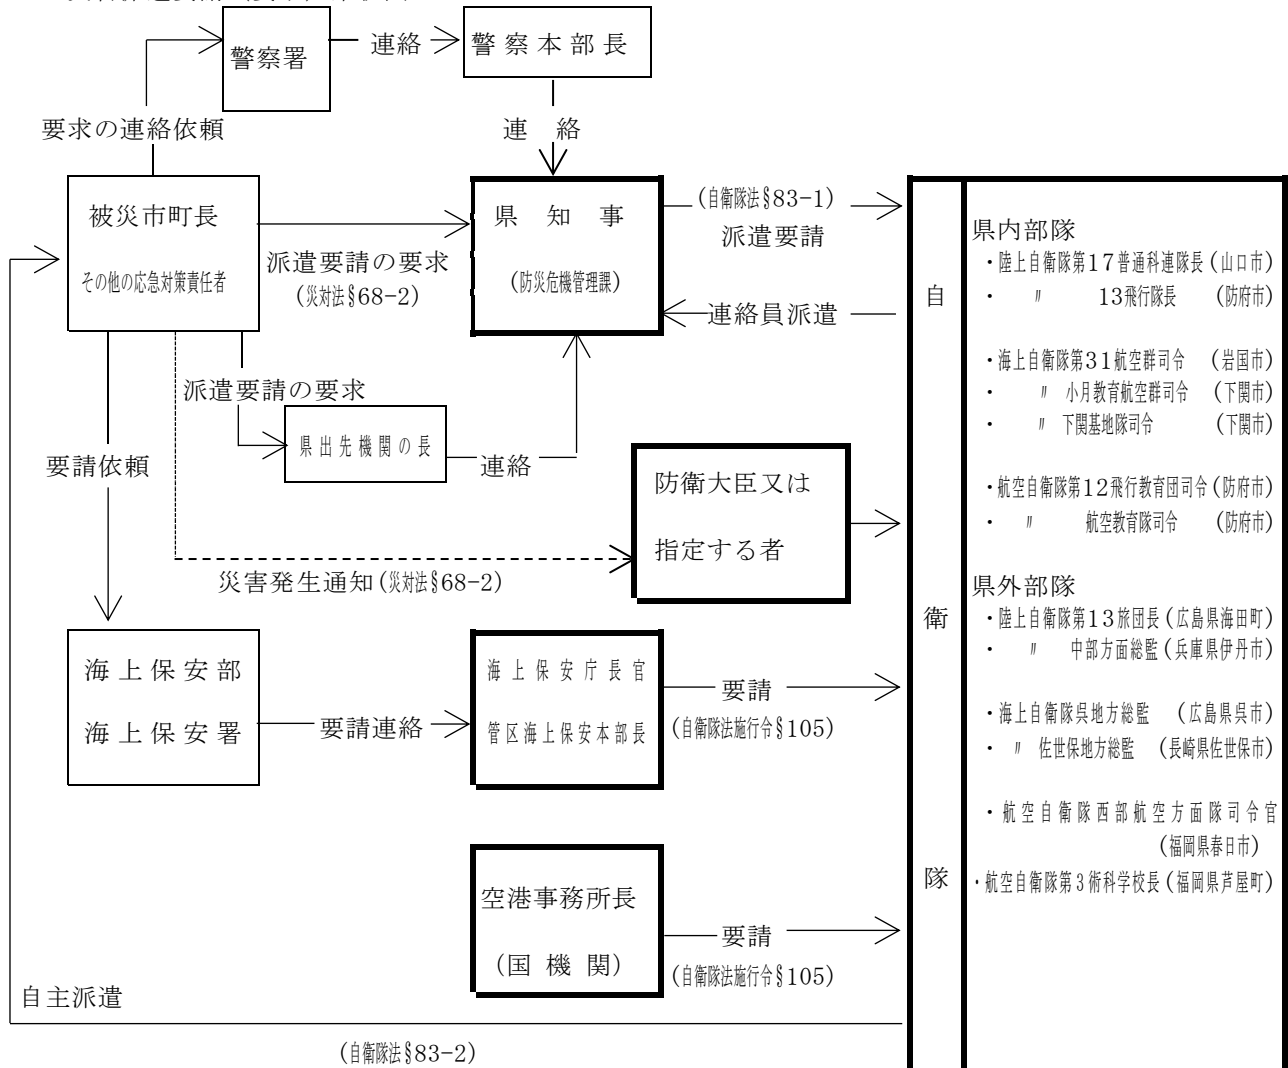 警察署
連絡
警察本部長
要求の連絡依頼
連　絡
被災市町長
その他の応急対策責任者
派遣要請の要求
(災対法§68-2)
県　知　事
(防災危機管理課)
(自衛隊法§83-1)
派遣要請
連絡員派遣
派遣要請の要求
県出先機関の長
連絡
要請依頼
防衛大臣又は
指定する者
災害発生通知(災対法§68-2)
海上保安部
海上保安署
要請連絡
海上保安庁長官
管区海上保安本部長
要請
(自衛隊法施行令§105)
空港事務所長
(国機関)
要請
(自衛隊法施行令§105)
自主派遣
(自衛隊法§83-2)
自
衛
隊
県内部隊
・陸上自衛隊第17普通科連隊長(山口市)
・　〃　13飛行隊長　(防府市)
・海上自衛隊第31航空群司令　(岩国市)
・　〃　小月教育航空群司令　(下関市)
・　〃　下関基地隊司令　(下関市)
・航空自衛隊第12飛行教育団司令(防府市)
・　〃　航空教育隊司令　(防府市)
県外部隊
・陸上自衛隊第13旅団長(広島県海田町)
・　〃　中部方面総監(兵庫県伊丹市)
・海上自衛隊呉地方総監　(広島県呉市)
・　〃　佐世保地方総監　(長崎県佐世保市)
・航空自衛隊西部航空方面隊司令官
(福岡県春日市)
・航空自衛隊第3術科学校長(福岡県芦屋町)